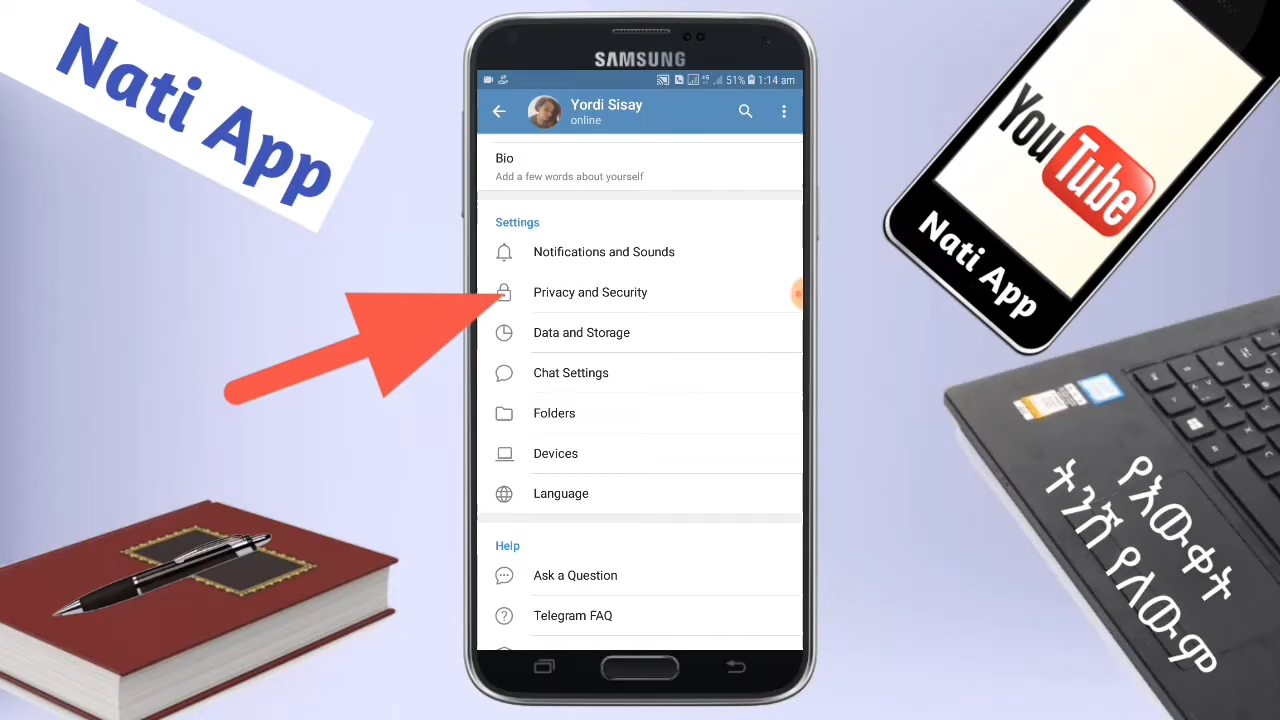 Nati App
SAMSUNG
4G 51% 1:14 am
Yordi Sisay
online
Bio
Add a few words about yourself
Settings
Notifications and Sounds
Privacy and Security
Data and Storage
Chat Settings
Folders
Devices
Language
Help
Ask a Question
Telegram FAQ
YouTube
Nati App
የእውቀት
ትንሽ የለውም